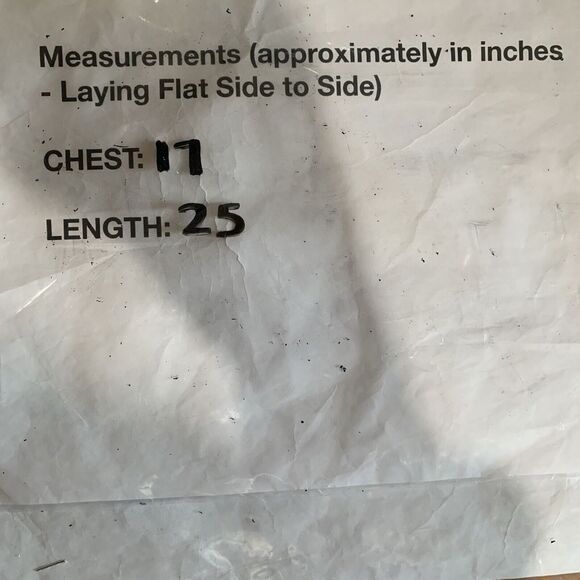 Measurements (approximately in inches
- Laying Flat Side to Side)
CHEST: 17
LENGTH: 25